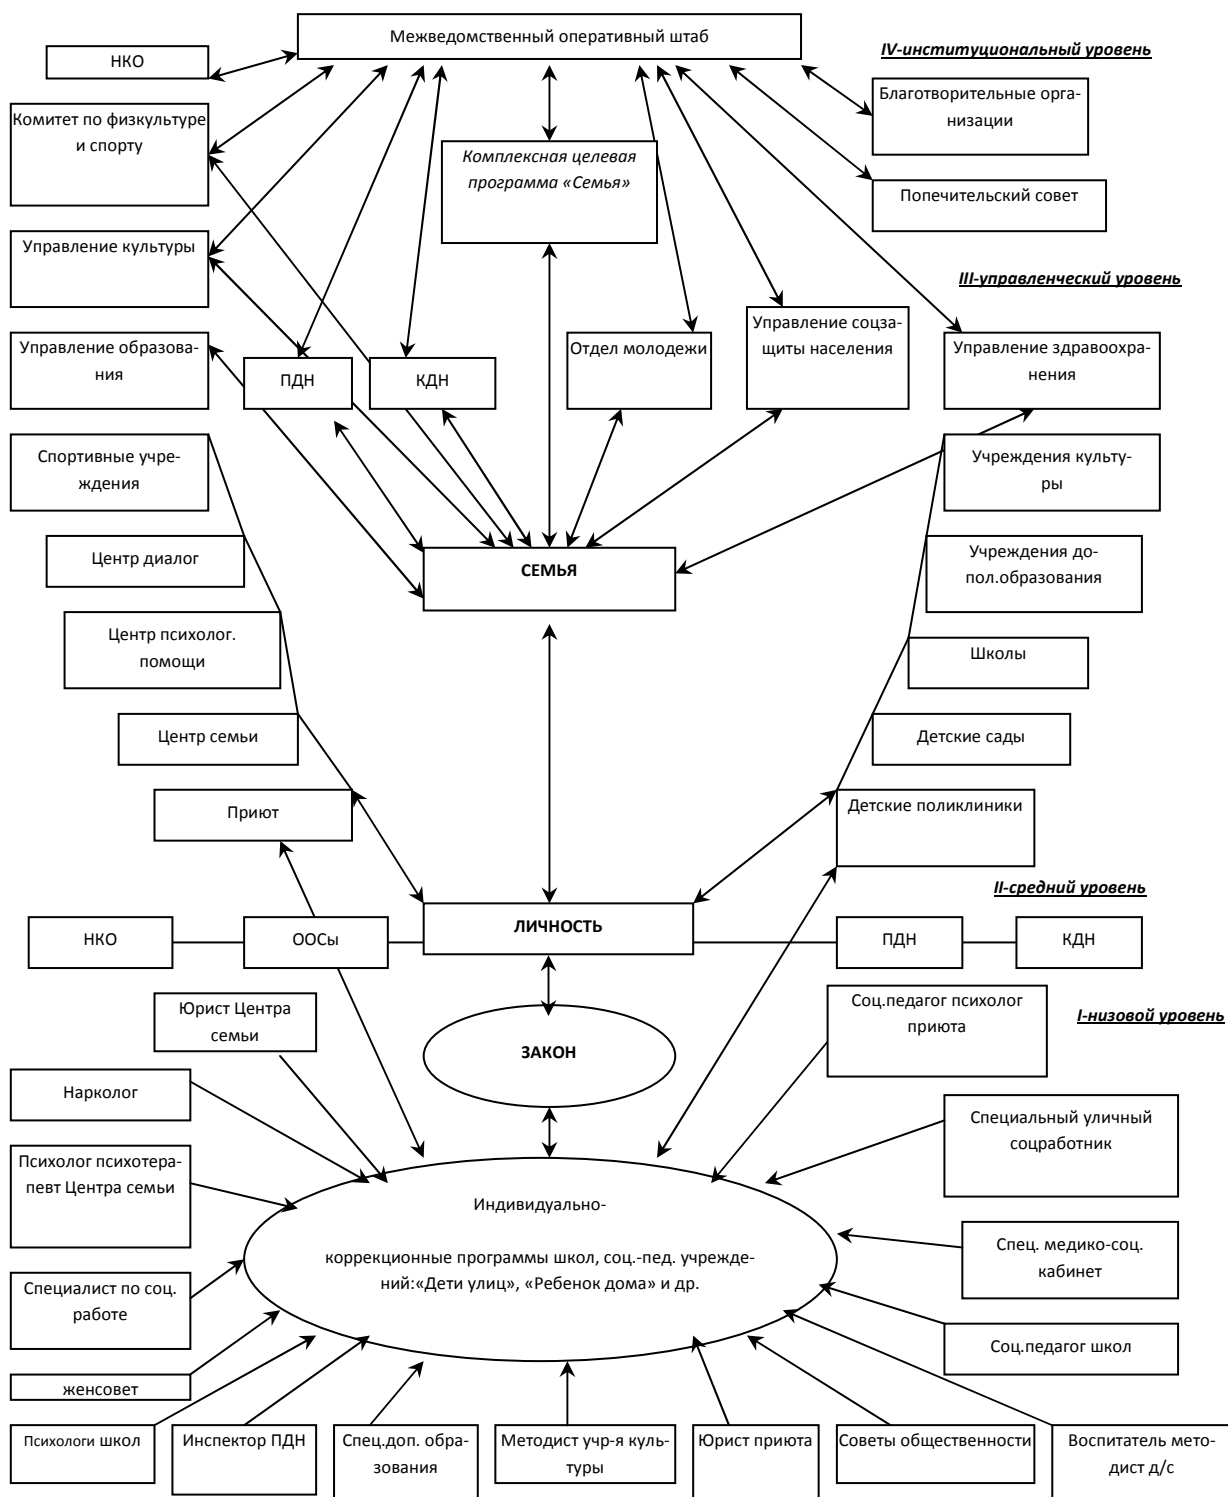 Межведомственный оперативный штаб
IV-институциональный уровень
НКО
Благотворительные орга-
низации
Комитет по физкультуре
и спорту
Комплексная целевая
программа «Семья»
Попечительский совет
Управление культуры
III-управленческий уровень
Управление образова-
ния
ПДН
КДН
Отдел молодежи
Управление соцза-
щиты населения
Управление здравоохра-
нения
Спортивные учре-
ждения
Учреждения культу-
ры
Центр диалог
СЕМЬЯ
Учреждения до-
пол.образования
Центр психолог.
помощи
Школы
Центр семьи
Детские сады
Приют
Детские поликлиники
II-средний уровень
НКО
ООСы
ЛИЧНОСТЬ
ПДН
КДН
Юрист Центра
семьи
Соц.педагог психолог
приюта
I-низовой уровень
ЗАКОН
Нарколог
Специальный уличный
соцработник
Психолог психотера-
певт Центра семьи
Индивидуально-
коррекционные программы школ, соц.-пед. учрежде-
ний:«Дети улиц», «Ребенок дома» и др.
Спец. медико-соц.
кабинет
Специалист по соц.
работе
Соц.педагог школ
женсовет
Психологи школ
Инспектор ПДН
Спец.доп. обра-
зования
Методист учр-я куль-
туры
Юрист приюта
Советы общественности
Воспитатель мето-
дист д/с